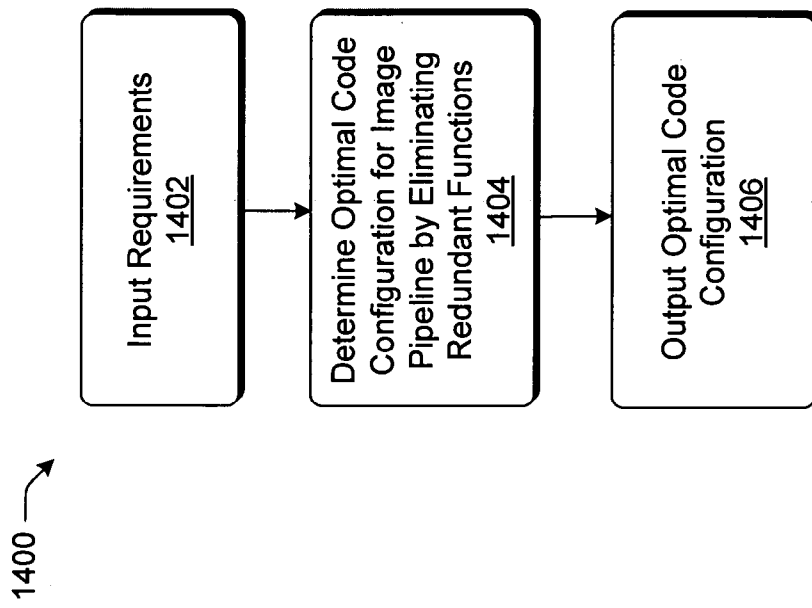 1400
Input Requirements
1402
Determine Optimal Code
Configuration for Image
Pipeline by Eliminating
Redundant Functions
1404
Output Optimal Code
Configuration
1406